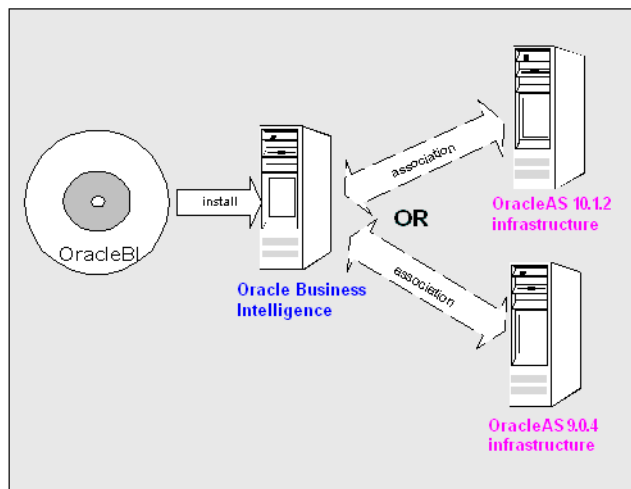 OracleBI
install
Oracle Business
Intelligence
association
OR
association
OracleAS 10.1.2
infrastructure
OracleAS 9.0.4
infrastructure